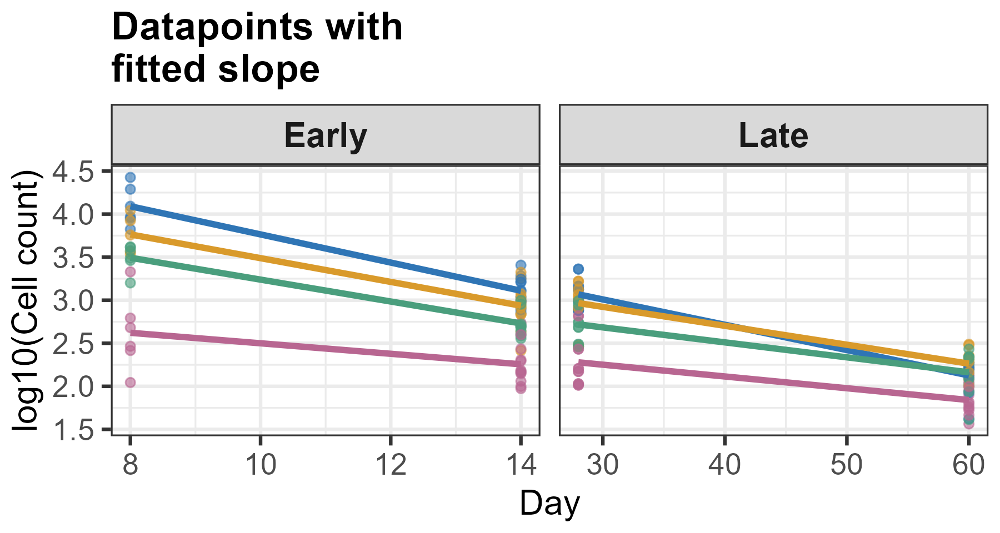 Datapoints with
fitted slope
Early
Late
log10(Cell count)
4.5
4.0
3.5
3.0
2.5
2.0
1.5
8
10
12
14
30
40
50
60
Day